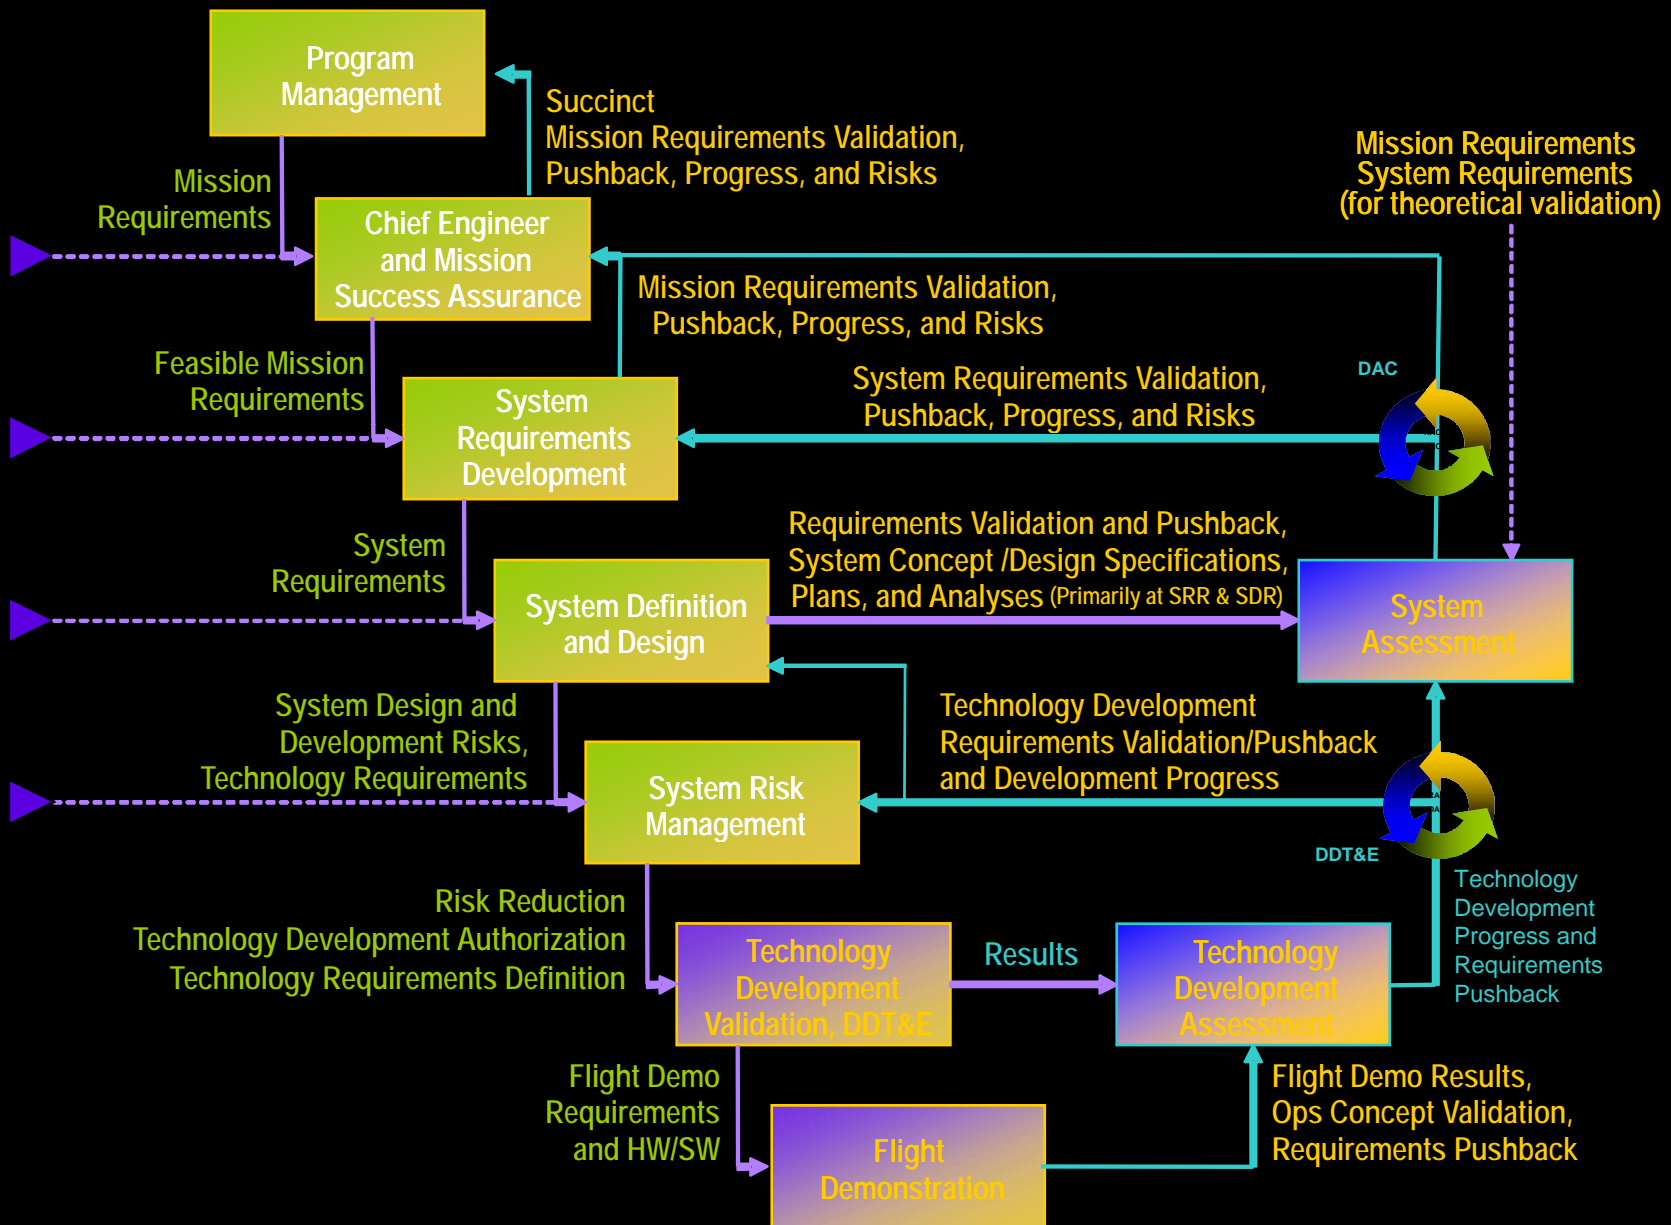 Program
Management
Succinct
Mission Requirements Validation,
Pushback, Progress, and Risks
Mission Requirements
System Requirements
(for theoretical validation)
Mission
Requirements
Chief Engineer
and Mission
Success Assurance
Mission Requirements Validation,
Pushback, Progress, and Risks
Feasible Mission
Requirements
System
Requirements
Development
System Requirements Validation,
Pushback, Progress, and Risks
DAC
System
Requirements
System Definition
and Design
Requirements Validation and Pushback,
System Concept /Design Specifications,
Plans, and Analyses (Primarily at SRR & SDR)
System
Assessment
System Design and
Development Risks,
Technology Requirements
System Risk
Management
Technology Development
Requirements Validation/Pushback
and Development Progress
DDT&E
Technology
Development
Progress and
Requirements
Pushback
Risk Reduction
Technology Development Authorization
Technology Requirements Definition
Technology
Development
Validation, DDT&E
Results
Technology
Development
Assessment
Flight Demo
Requirements
and HW/SW
Flight
Demonstration
Flight Demo Results,
Ops Concept Validation,
Requirements Pushback